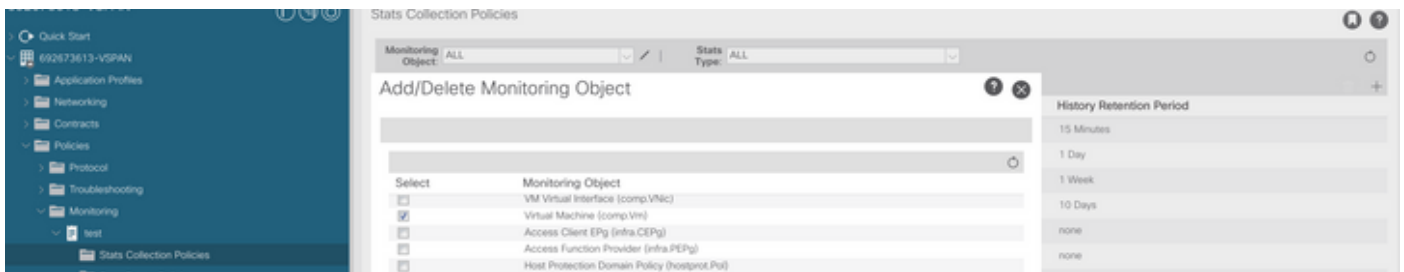 Quick Start
692673613-VSPAN
Application Profiles
Networking
Contracts
Policies
Protocol
Troubleshooting
Monitoring
test
Stats Collection Policies
Stats Collection Policies
Monitoring Object: ALL
Stats Type: ALL
Add/Delete Monitoring Object
Select Monitoring Object
VM Virtual Interface (comp.VNic)
Virtual Machine (comp.Vm)
Access Client EPg (infra.CEPg)
Access Function Provider (infra.PEPg)
Host Protection Domain Policy (hostprot.Pol)
History Retention Period
15 Minutes
1 Day
1 Week
10 Days
none
none